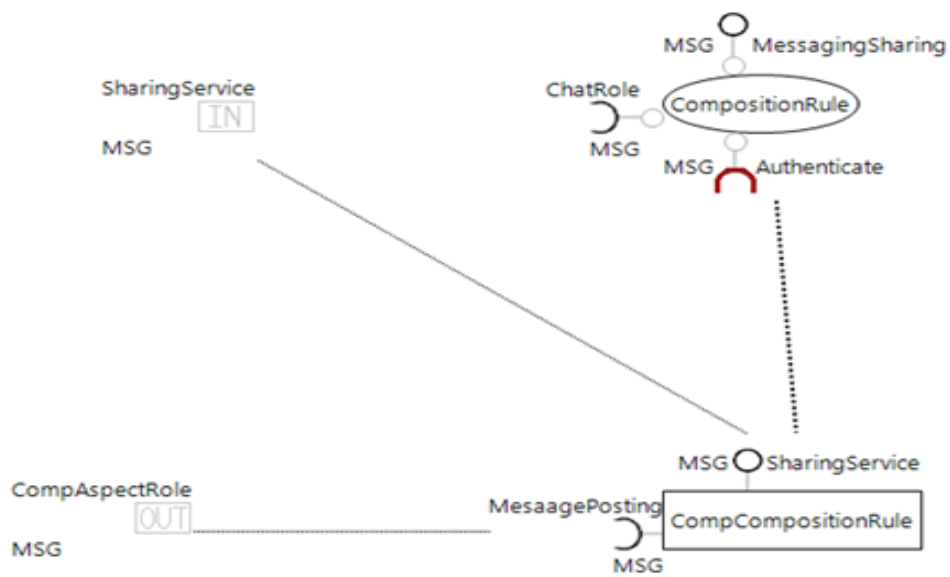 MSG MessagingSharing
SharingService
IN
MSG
ChatRole
CompositionRule
MSG
MSG Authenticate
MSG SharingService
CompAspectRole
OUT
MSG
MesaagePosting
CompCompositionRule
MSG